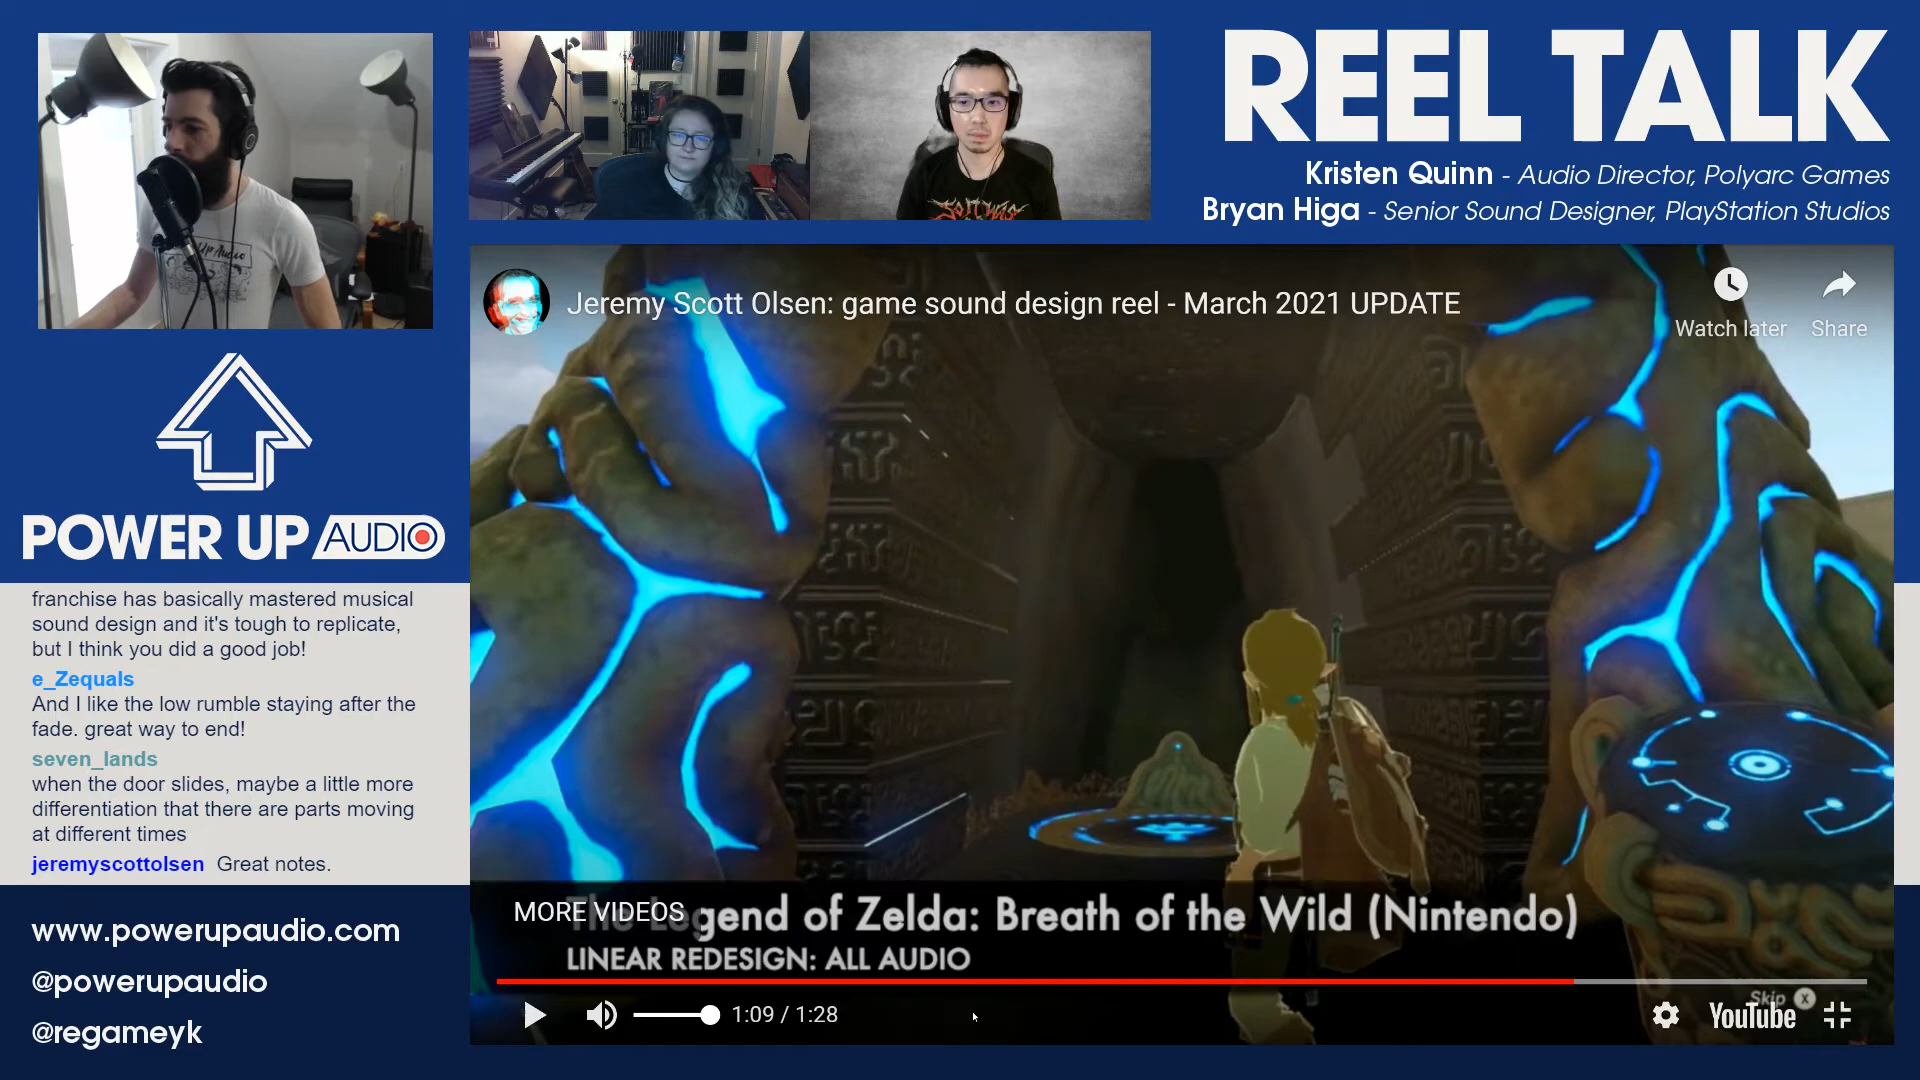 REEL TALK
Kristen Quinn - Audio Director, Polyarc Games
Bryan Higa - Senior Sound Designer, PlayStation Studios
Up Audio
Jeremy Scott Olsen: game sound design reel - March 2021 UPDATE
Watch later
Share
POWER UP AUDIO
franchise has basically mastered musical
sound design and it's tough to replicate,
but I think you did a good job!
e_Zequals
And I like the low rumble staying after the
fade. great way to end!
seven_lands
when the door slides, maybe a little more
differentiation that there are parts moving
at different times
jeremyscottolsen Great notes.
www.powerupaudio.com
@powerupaudio
@regameyk
MORE VIDEOS
The Legend of Zelda: Breath of the Wild (Nintendo)
LINEAR REDESIGN: ALL AUDIO
Skip X
1:09 / 1:28
YouTube